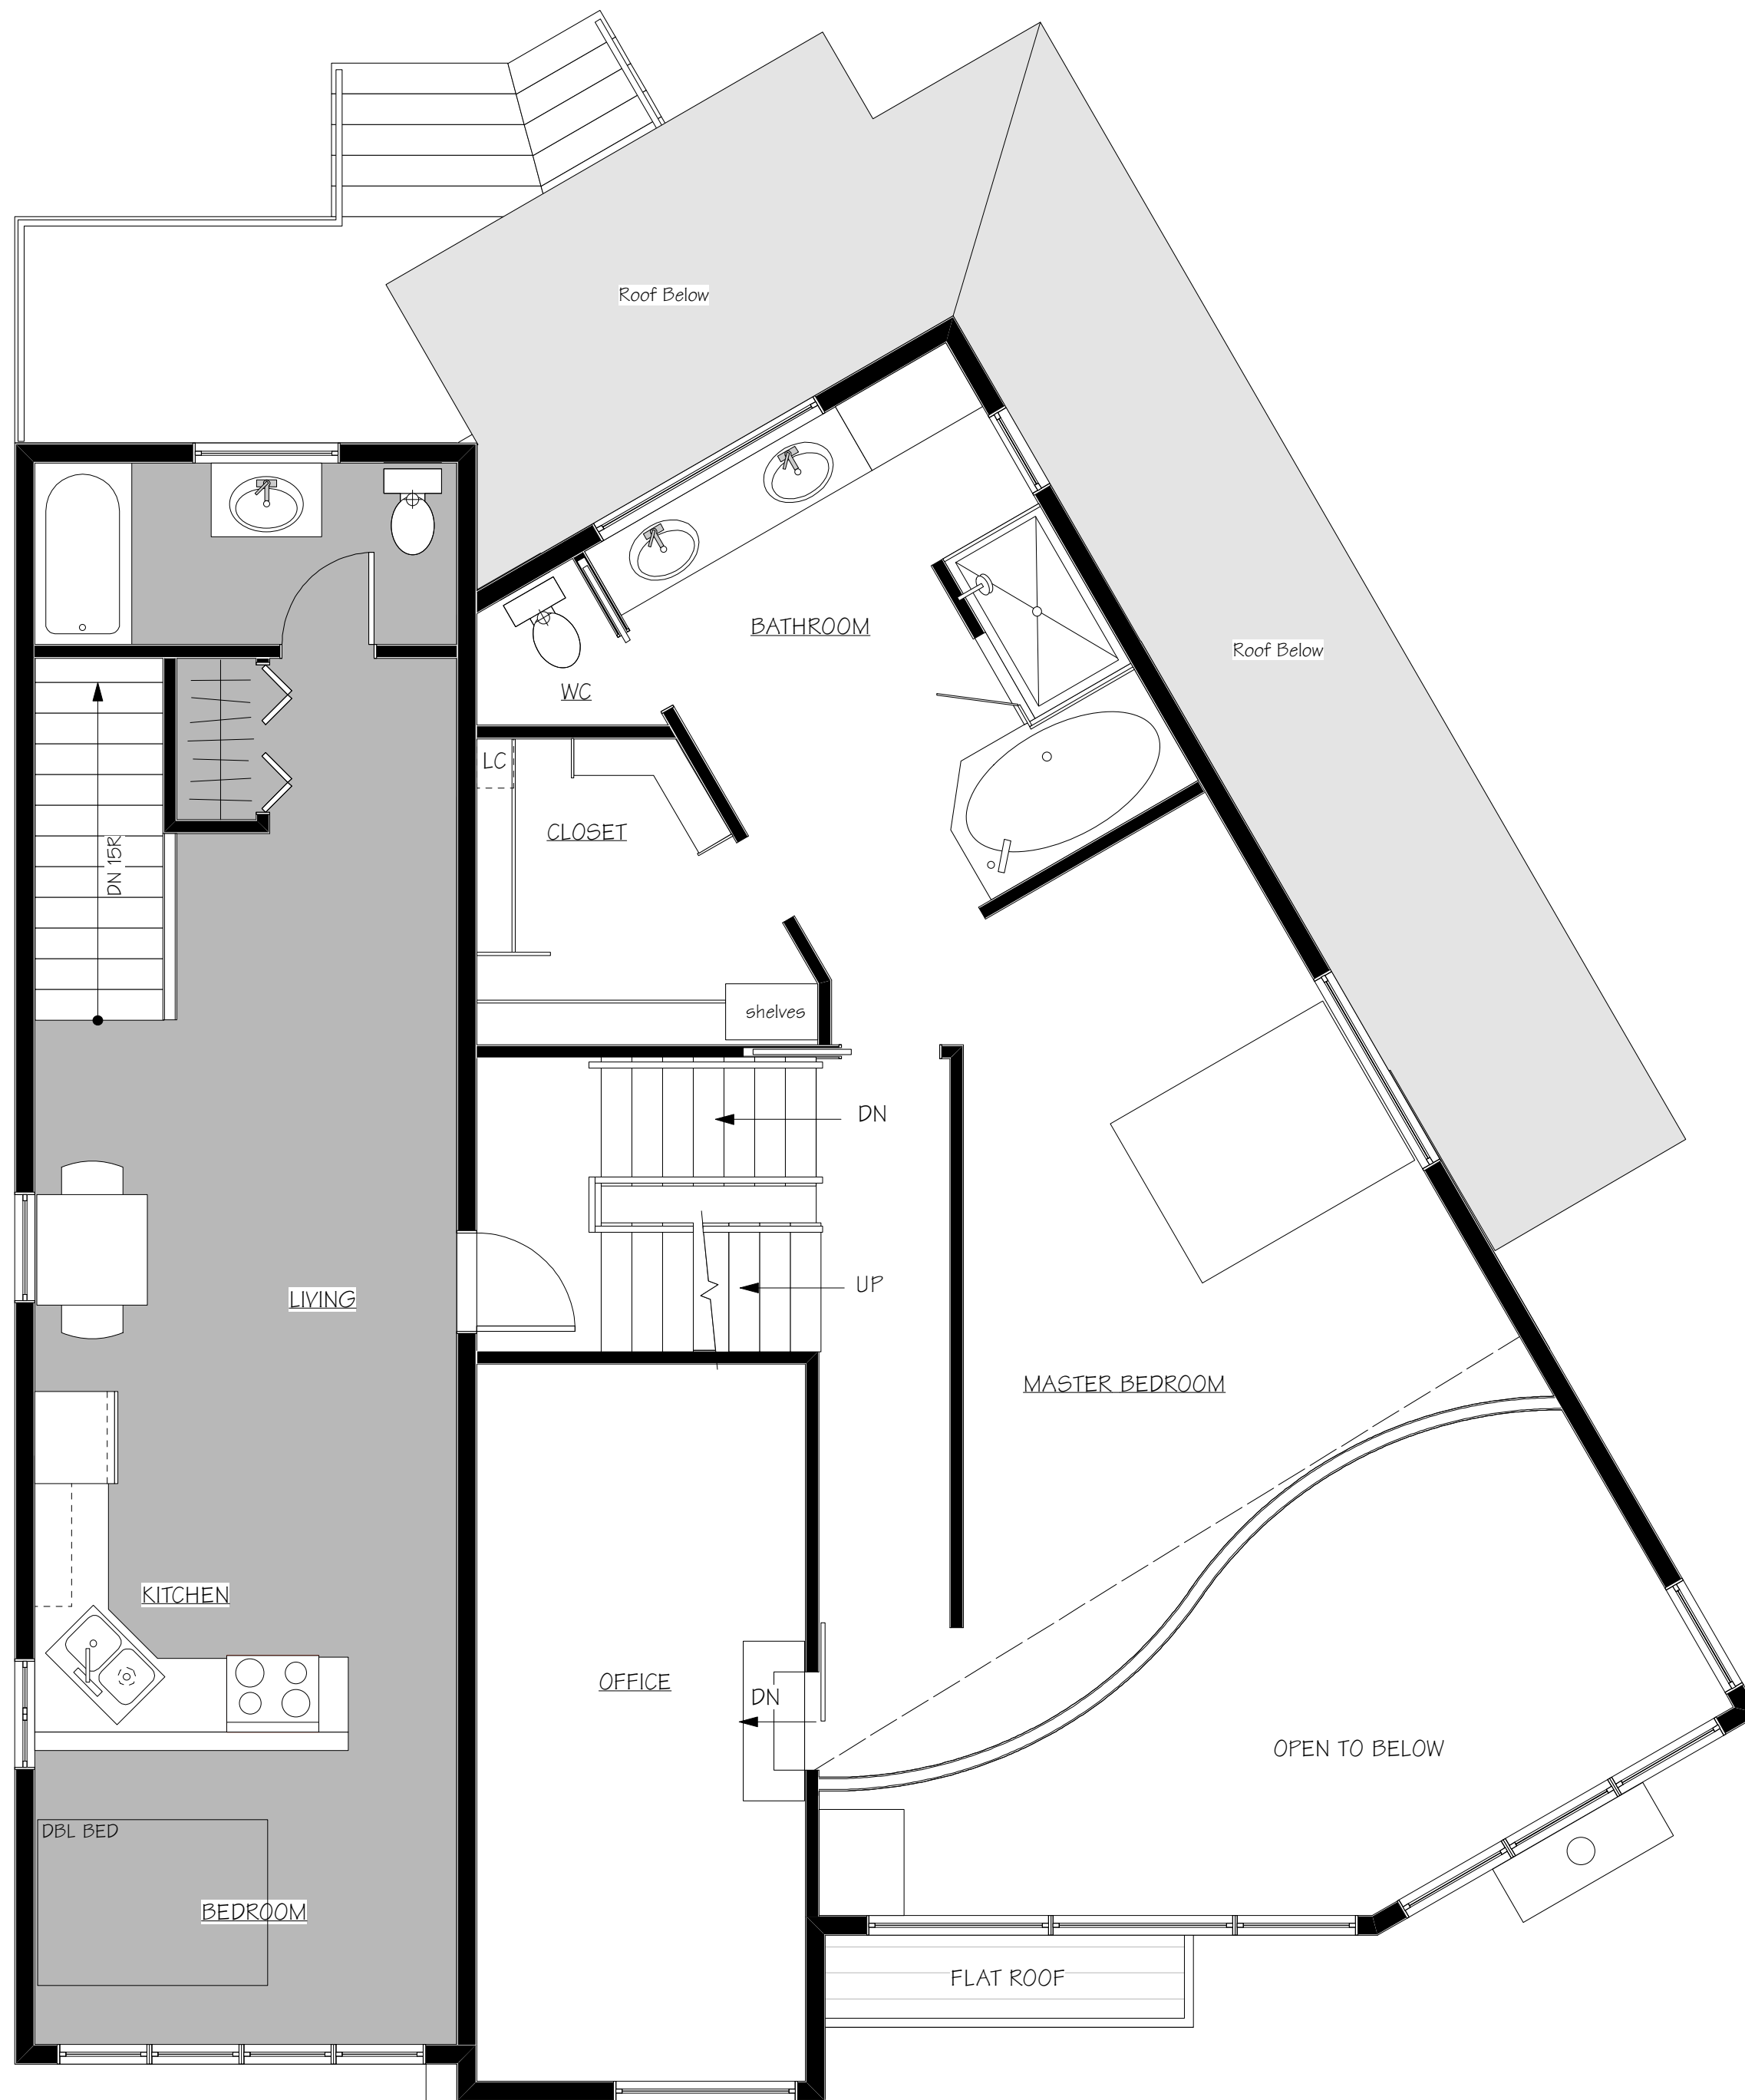 Roof Below
BATHROOM
Roof Below
WC
LC
CLOSET
DN 15R
shelves
DN
UP
LIVING
MASTER BEDROOM
KITCHEN
OFFICE
DN
OPEN TO BELOW
DBL BED
BEDROOM
FLAT ROOF